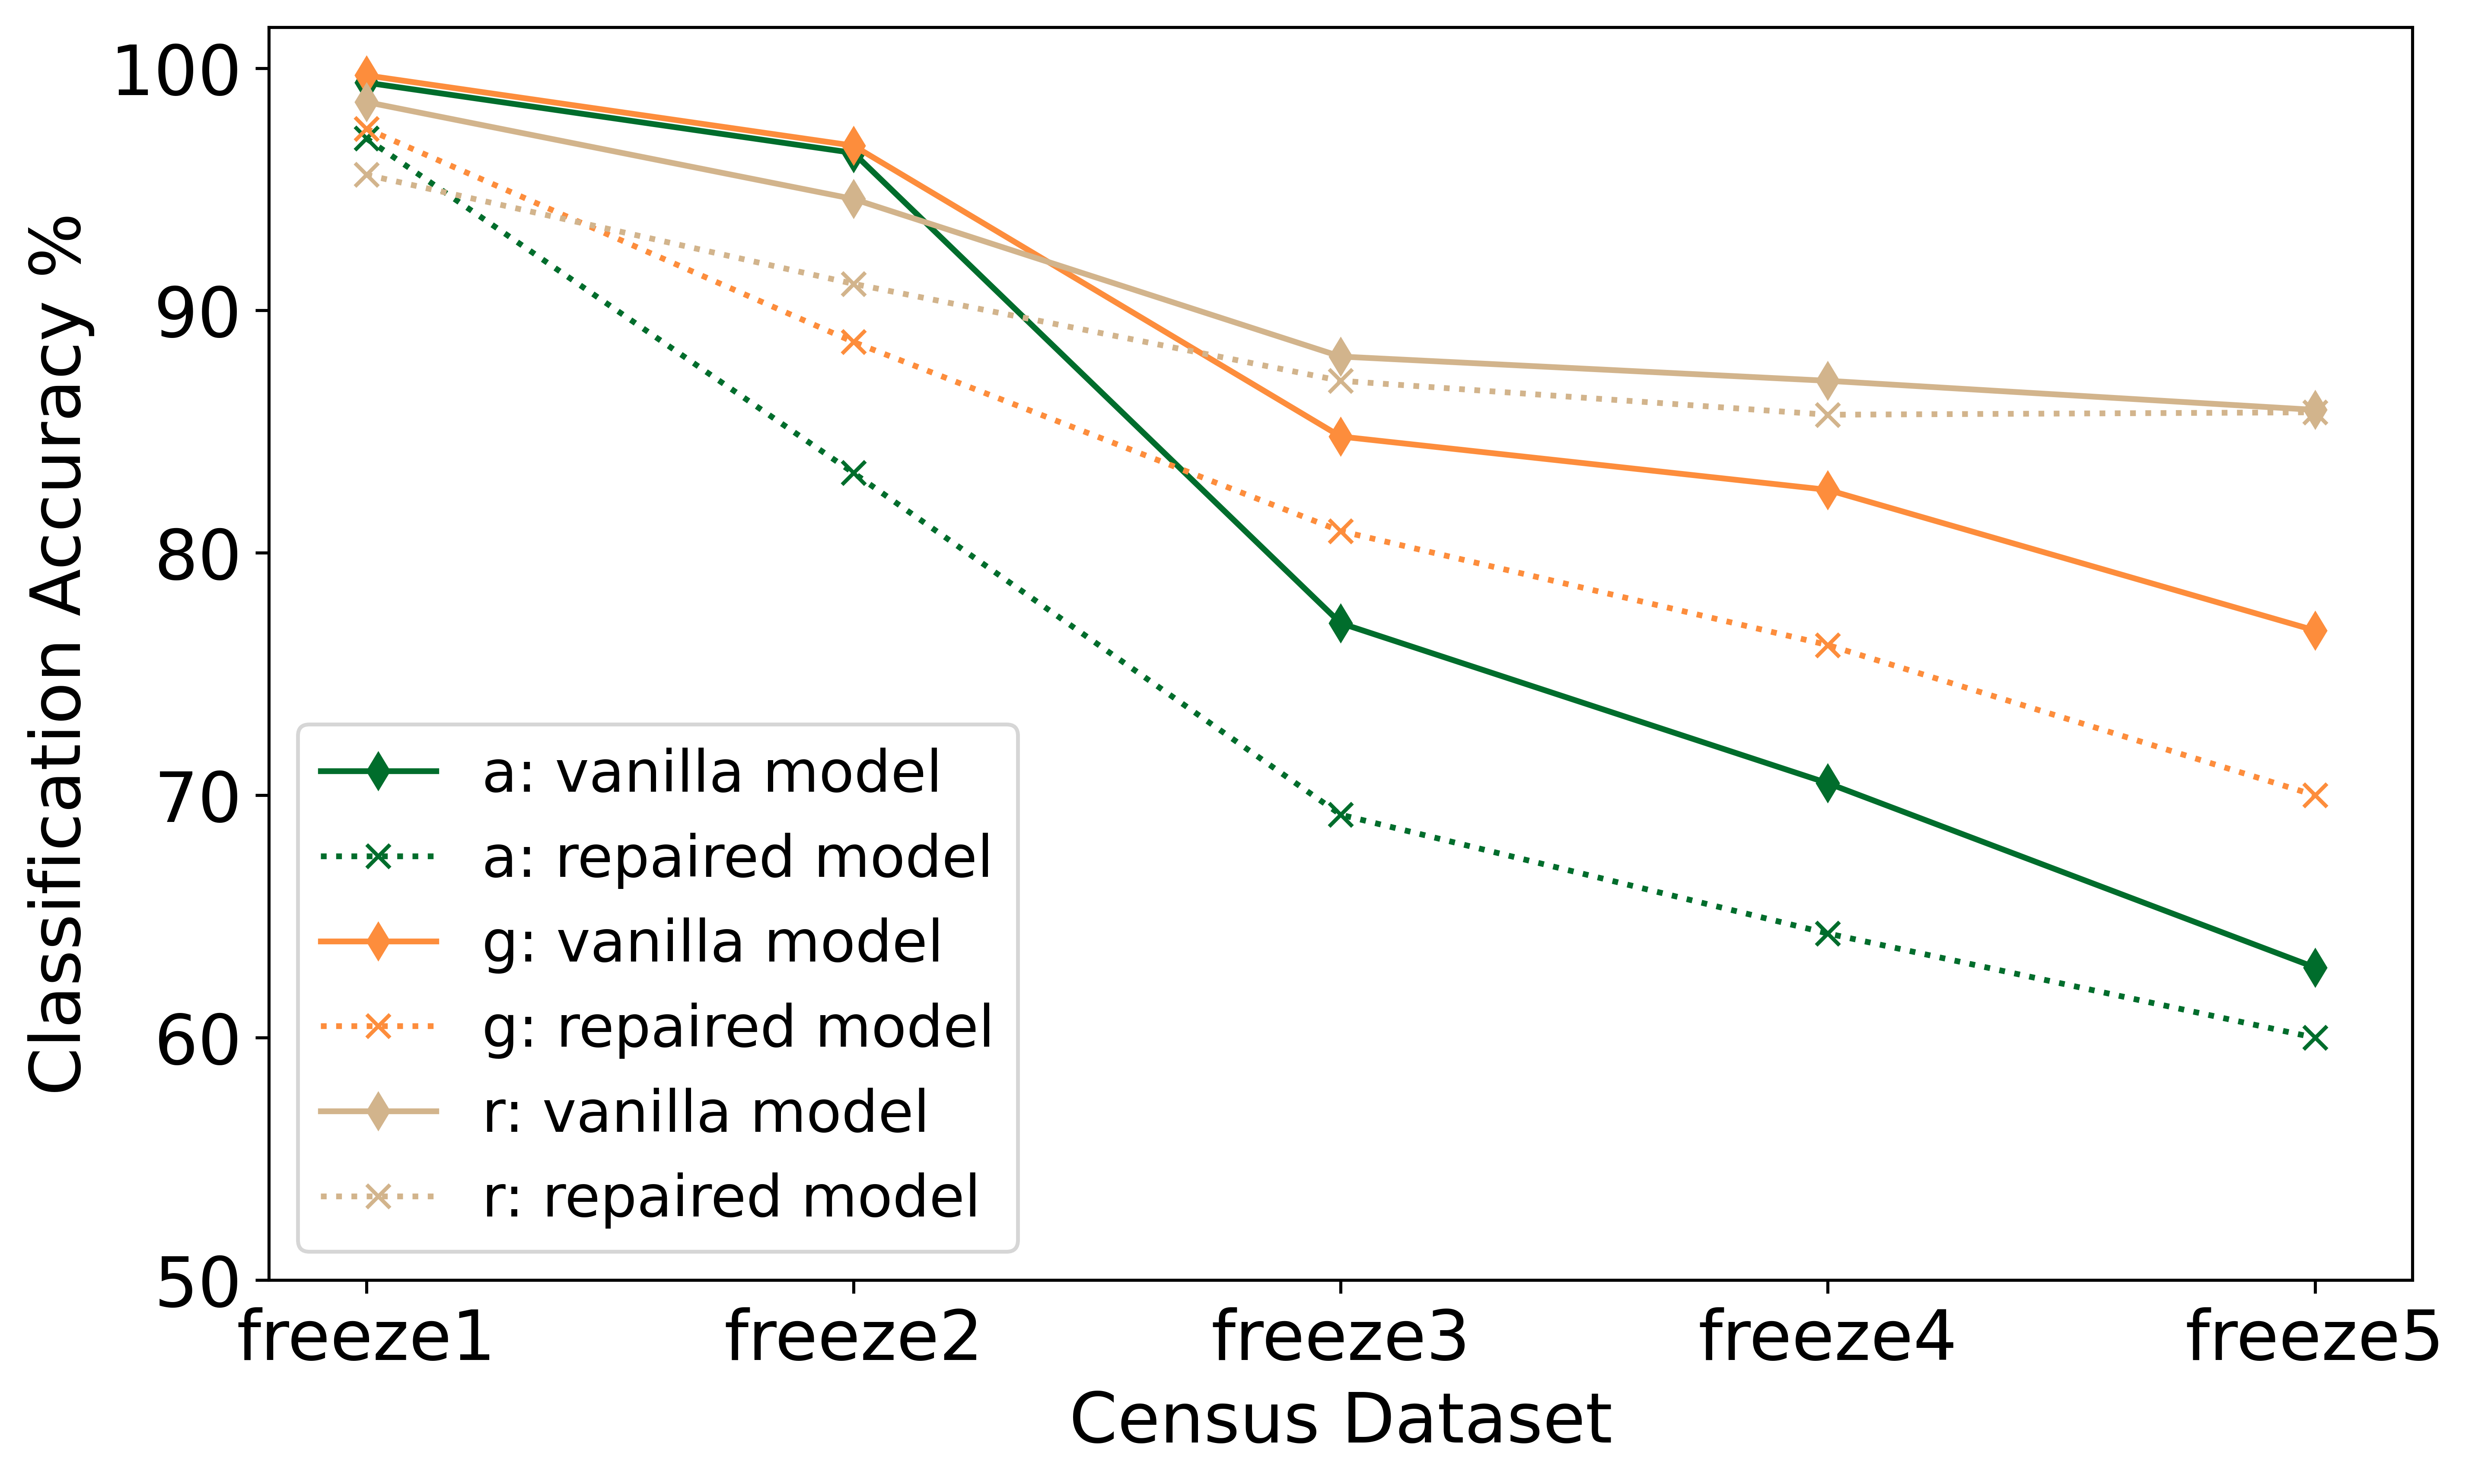 Classification Accuracy %
100
90
80
70
60
50
a: vanilla model
a: repaired model
g: vanilla model
g: repaired model
r: vanilla model
r: repaired model
freeze1 freeze2 freeze3 freeze4 freeze5
Census Dataset